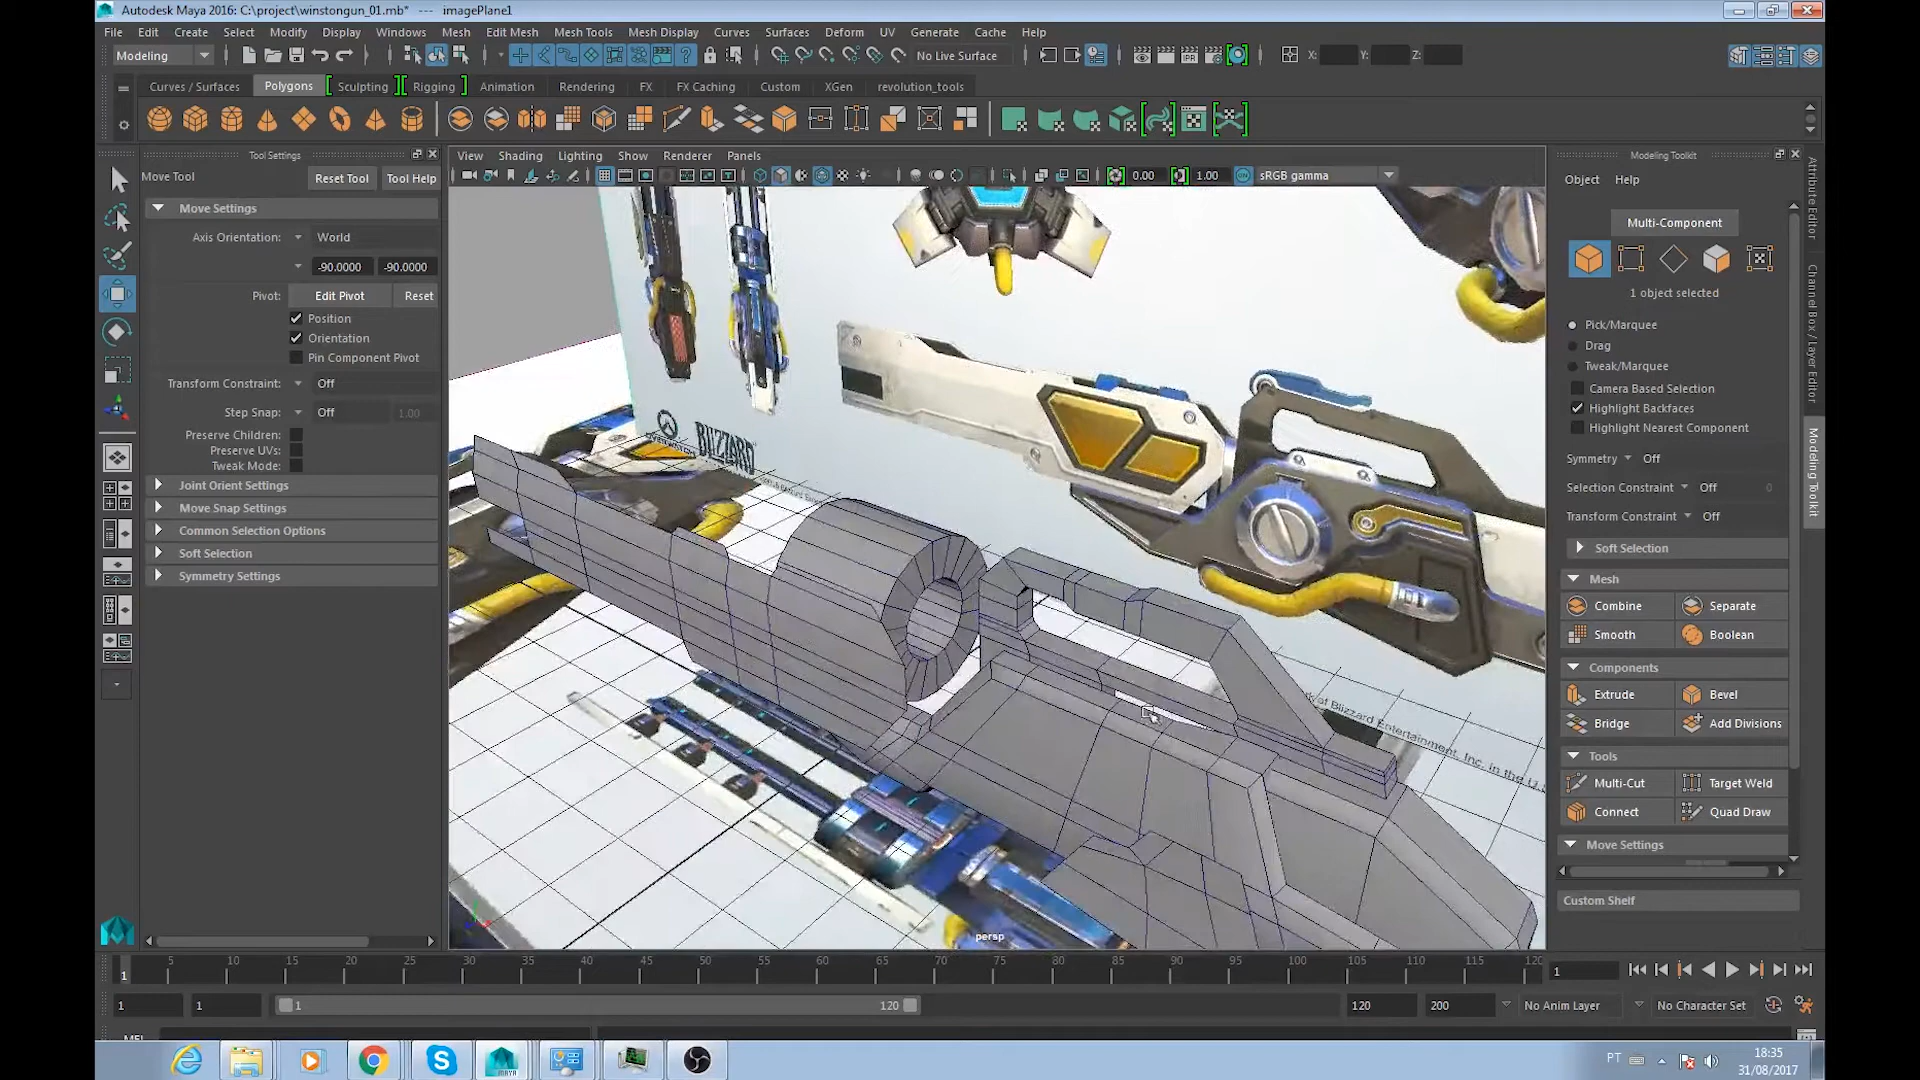 Autodesk Maya 2016: C:\project\winstongun_01.mb* --- imagePlane1
File Edit Create Select Modify Display Windows Mesh Edit Mesh Mesh Tools Mesh Display Curves Surfaces Deform UV Generate Cache Help
Modeling No Live Surface X: Y: Z:
Curves / Surfaces Polygons Sculpting Rigging Animation Rendering FX FX Caching Custom XGen revolution_tools
Tool Settings
Move Tool Reset Tool Tool Help
Move Settings
Axis Orientation: World
-90.0000 -90.0000
Pivot: Edit Pivot Reset
Position
Orientation
Pin Component Pivot
Transform Constraint: Off
Step Snap: Off 1.00
Preserve Children:
Preserve UVs:
Tweak Mode:
Joint Orient Settings
Move Snap Settings
Common Selection Options
Soft Selection
Symmetry Settings
View Shading Lighting Show Renderer Panels
0.00 1.00 sRGB gamma
BLIZZARD
of Blizzard Entertainment, Inc. in the U.
persp
Modeling Toolkit
Object Help
Multi-Component
1 object selected
Pick/Marquee
Drag
Tweak/Marquee
Camera Based Selection
Highlight Backfaces
Highlight Nearest Component
Symmetry Off
Selection Constraint Off 0
Transform Constraint Off
Soft Selection
Mesh
Combine Separate
Smooth Boolean
Components
Extrude Bevel
Bridge Add Divisions
Tools
Multi-Cut Target Weld
Connect Quad Draw
Move Settings
Custom Shelf
Attribute Editor
Channel Box / Layer Editor
Modeling Toolkit
1 5 10 15 20 25 30 35 40 45 50 55 60 65 70 75 80 85 90 95 100 105 110 115 120 1
1 1 1 120 120 200 No Anim Layer No Character Set
MEL
PT 18:35
31/08/2017